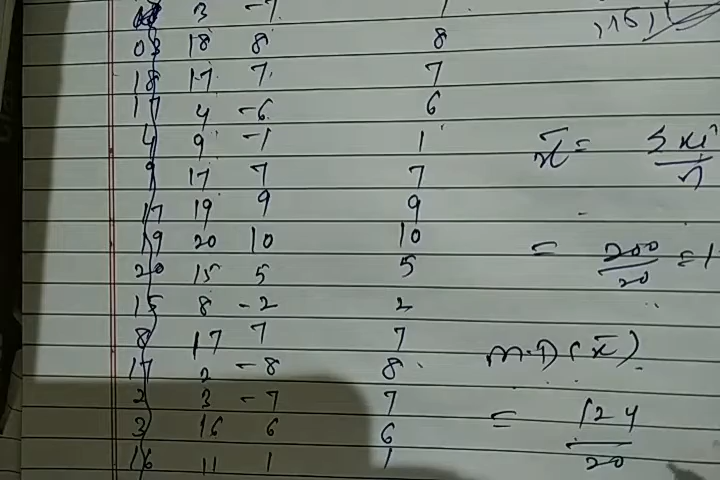 3 -7
03 18 8 8
18 17 7 7
17 4 -6 6
4 9 -1 1
9 17 7 7
17 19 9 9
19 20 10 10
20 15 5 5
15 8 -2 2
8 17 7 7
17 2 -8 8
2 3 -7 7
3 16 6 6
16 11 1 1
x̄ = Σxi/n
= 200/20 = 1
M.D(x̄)
= 124/20